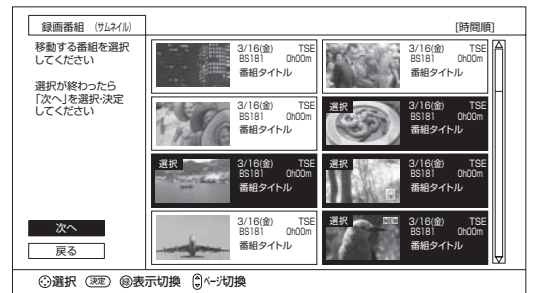 録画番組 (サムネイル)
[時間順]
移動する番組を選択
してください
選択が終わったら
「次へ」を選択・決定
してください
次へ
戻る
3/16(金) TSE
BS181 0h00m
番組タイトル
3/16(金) TSE
BS181 0h00m
番組タイトル
3/16(金) TSE
BS181 0h00m
番組タイトル
選択
3/16(金) TSE
BS181 0h00m
番組タイトル
選択
3/16(金) TSE
BS181 0h00m
番組タイトル
選択
3/16(金) TSE
BS181 0h00m
番組タイトル
3/16(金) TSE
BS181 0h00m
番組タイトル
選択 NEW
3/16(金) TSE
BS181 0h00m
番組タイトル
選択 決定 緑 表示切換 ページ切換